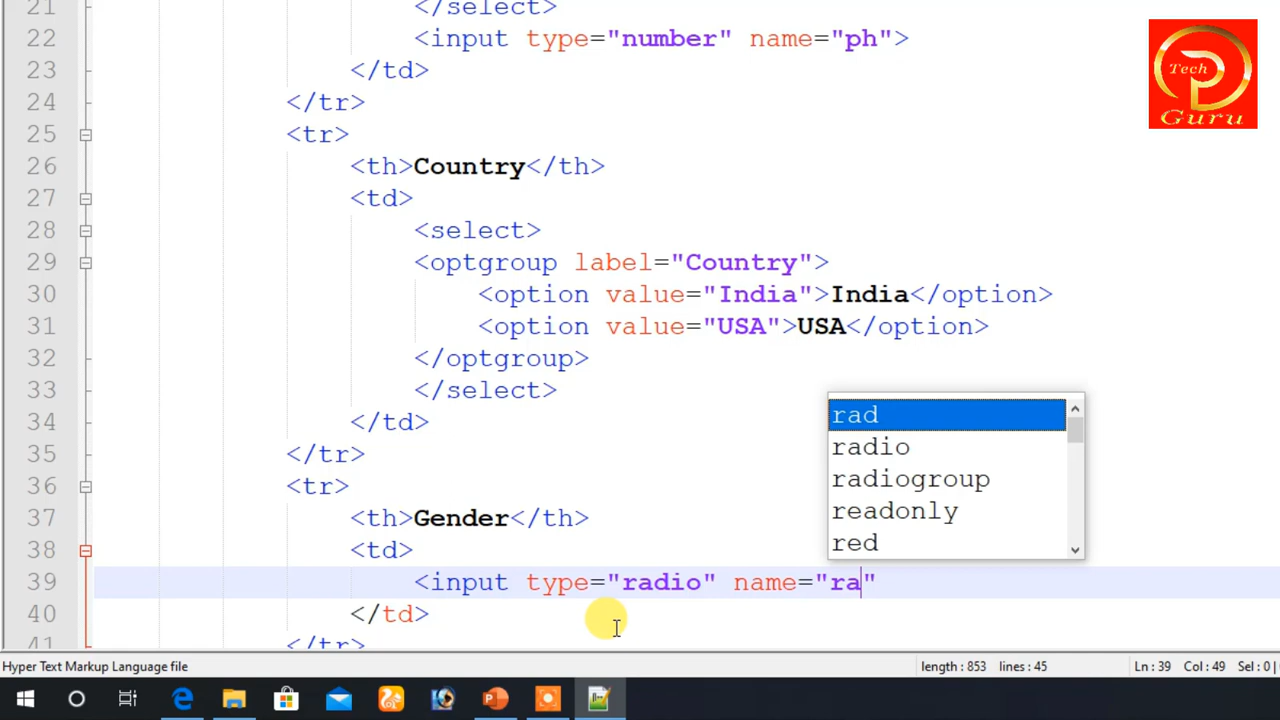 21 </select>
22 <input type="number" name="ph">
23 </td>
24 </tr>
25 <tr>
26 <th>Country</th>
27 <td>
28 <select>
29 <optgroup label="Country">
30 <option value="India">India</option>
31 <option value="USA">USA</option>
32 </optgroup>
33 </select>
34 </td>
35 </tr>
36 <tr>
37 <th>Gender</th>
38 <td>
39 <input type="radio" name="ra"
40 </td>
41 </tr>
rad
radio
radiogroup
readonly
red
Tech
Guru
Hyper Text Markup Language file length : 853 lines : 45 Ln : 39 Col : 49 Sel : 0 |